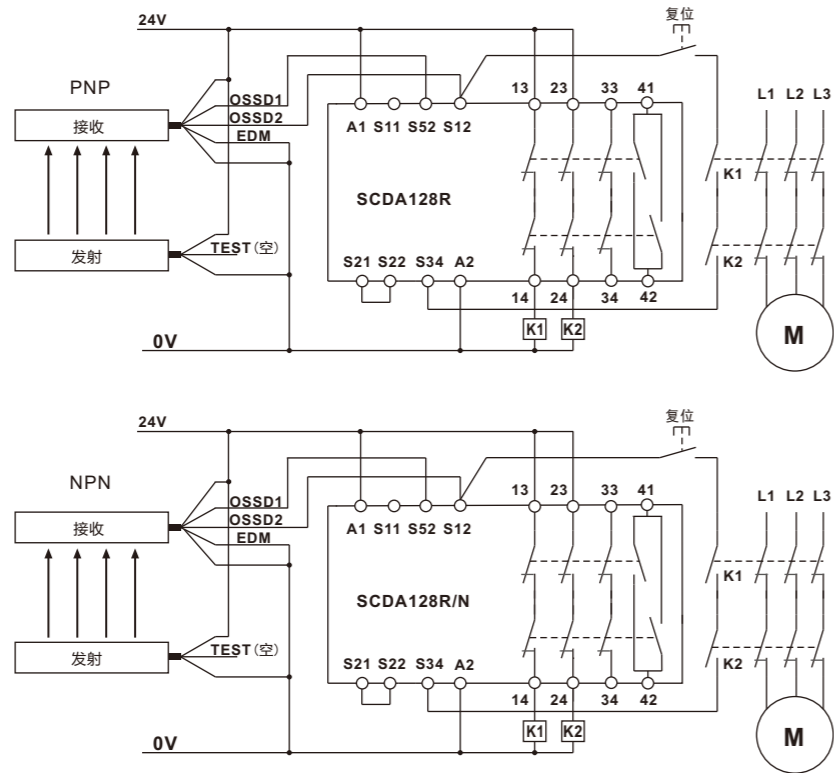 24V
复位
PNP
接收
OSSD1
OSSD2
EDM
A1 S11 S52 S12
13 23 33 41
L1 L2 L3
SCDA128R
K1
发射
TEST(空)
S21 S22 S34 A2
K2
14 24 34 42
K1 K2
M
0V
24V
复位
NPN
接收
OSSD1
OSSD2
EDM
A1 S11 S52 S12
13 23 33 41
L1 L2 L3
SCDA128R/N
K1
发射
TEST(空)
S21 S22 S34 A2
K2
14 24 34 42
K1 K2
M
0V